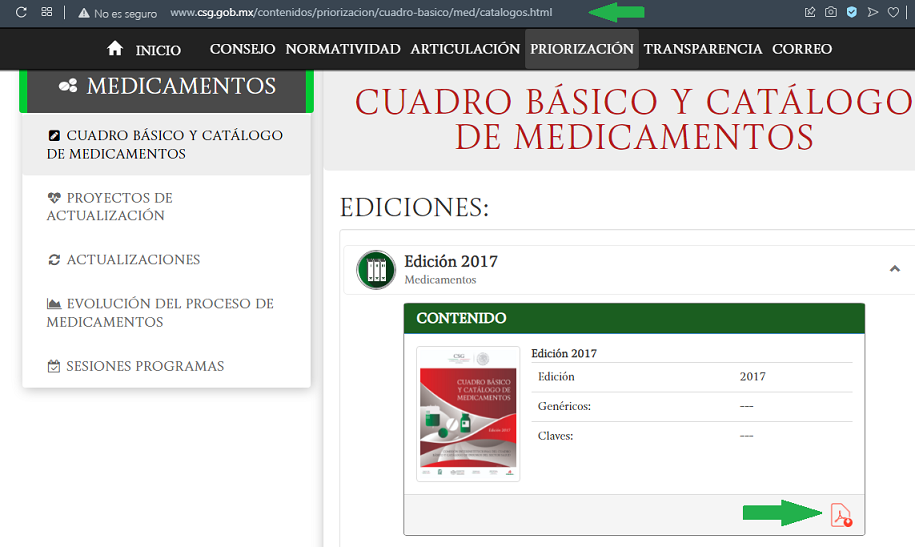 No es seguro www.csg.gob.mx/contenidos/priorizacion/cuadro-basico/med/catalogos.html
INICIO CONSEJO NORMATIVIDAD ARTICULACIÓN PRIORIZACIÓN TRANSPARENCIA CORREO
MEDICAMENTOS
CUADRO BÁSICO Y CATÁLOGO
DE MEDICAMENTOS
PROYECTOS DE
ACTUALIZACIÓN
ACTUALIZACIONES
EVOLUCIÓN DEL PROCESO DE
MEDICAMENTOS
SESIONES PROGRAMAS
CUADRO BÁSICO Y CATÁLOGO
DE MEDICAMENTOS
EDICIONES:
Edición 2017
Medicamentos
CONTENIDO
CSG
CUADRO BÁSICO
Y CATÁLOGO DE
MEDICAMENTOS
Edición 2017
Edición 2017
Edición 2017
Genéricos: ---
Claves: ---